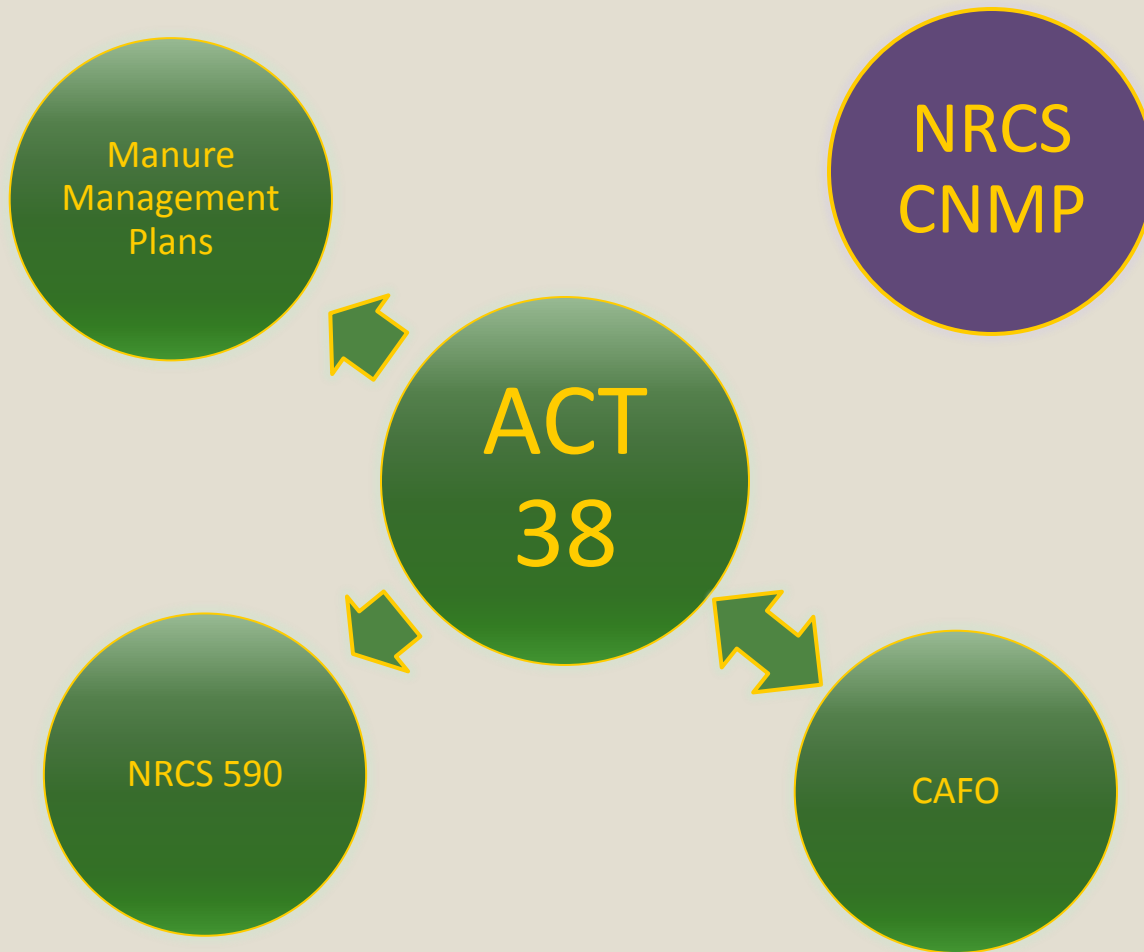 Manure
Management
Plans
NRCS
CNMP
ACT
38
NRCS 590
CAFO